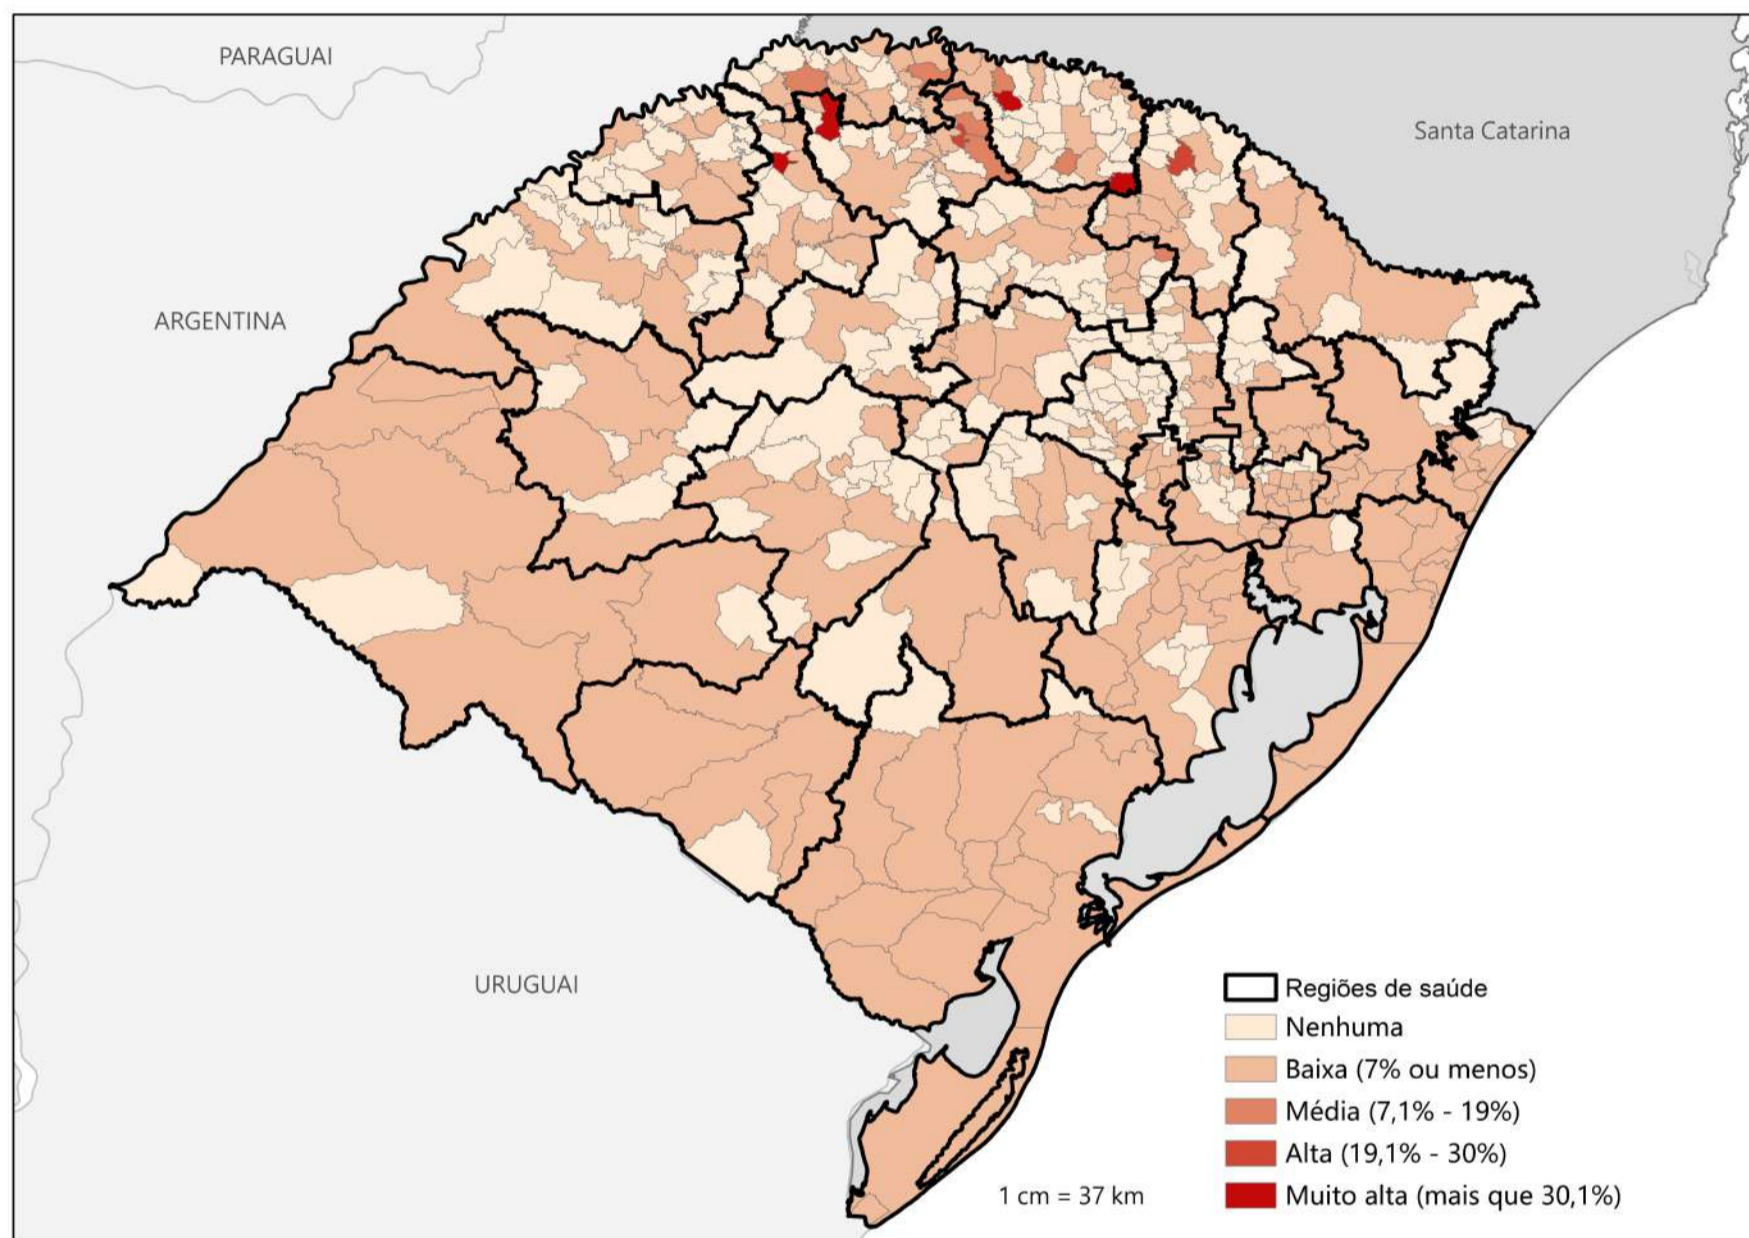 PARAGUAI
Santa Catarina
ARGENTINA
URUGUAI
Regiões de saúde
Nenhuma
Baixa (7% ou menos)
Média (7,1% - 19%)
Alta (19,1% - 30%)
Muito alta (mais que 30,1%)
1 cm = 37 km